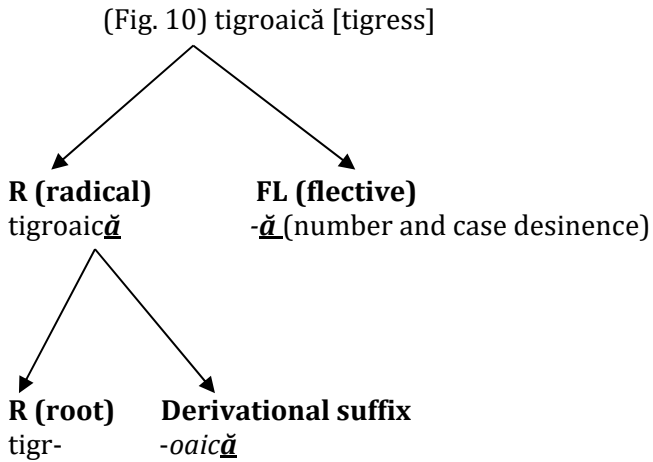 (Fig. 10) tigroaică [tigress]
R (radical) FL (flective)
tigroaică -ă (number and case desinence)
R (root) Derivational suffix
tigr- -oaică